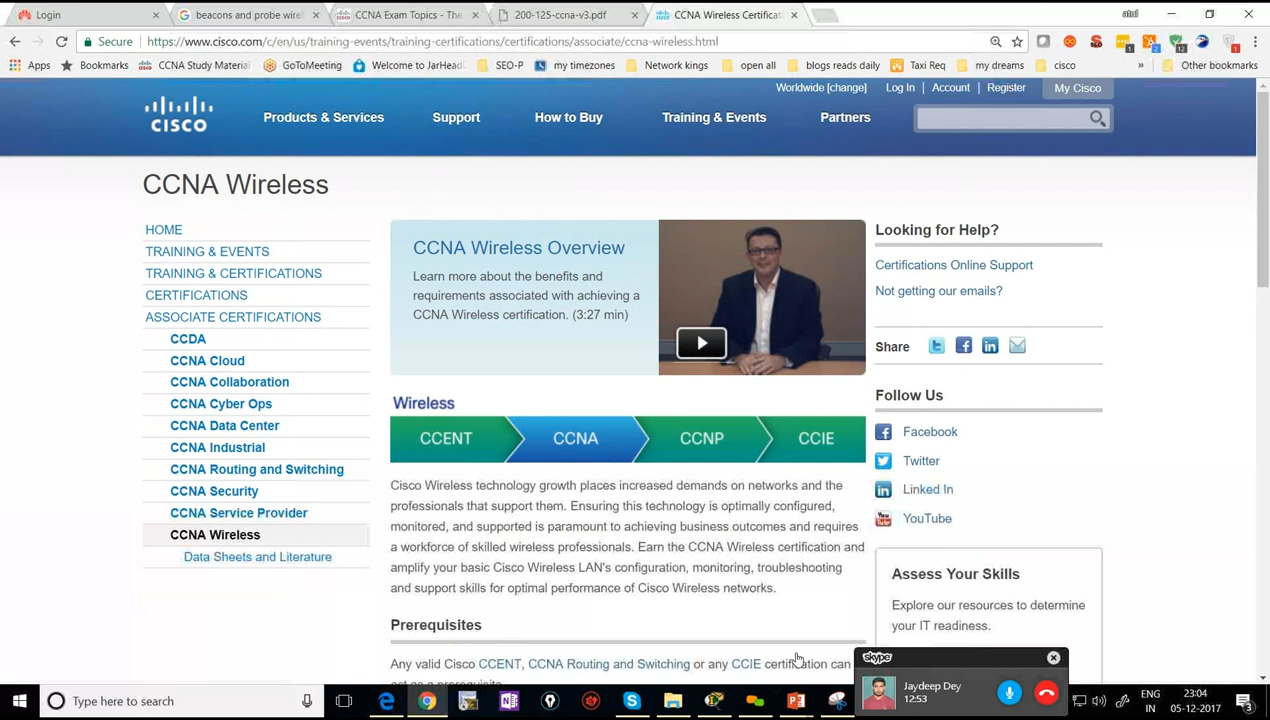 Login
beacons and probe wirel
CCNA Exam Topics - The
200-125-ccna-v3.pdf
CCNA Wireless Certificat
atul
Secure
https://www.cisco.com/c/en/us/training-events/training-certifications/certifications/associate/ccna-wireless.html
Apps
Bookmarks
CCNA Study Material
GoToMeeting
Welcome to JarHead
SEO-P
my timezones
Network kings
open all
blogs reads daily
Taxi Req
my dreams
cisco
»
Other bookmarks
Worldwide [change]
Log In
Account
Register
My Cisco
CISCO
Products & Services
Support
How to Buy
Training & Events
Partners
CCNA Wireless
HOME
TRAINING & EVENTS
TRAINING & CERTIFICATIONS
CERTIFICATIONS
ASSOCIATE CERTIFICATIONS
CCDA
CCNA Cloud
CCNA Collaboration
CCNA Cyber Ops
CCNA Data Center
CCNA Industrial
CCNA Routing and Switching
CCNA Security
CCNA Service Provider
CCNA Wireless
Data Sheets and Literature
CCNA Wireless Overview
Learn more about the benefits and
requirements associated with achieving a
CCNA Wireless certification. (3:27 min)
Wireless
CCENT
CCNA
CCNP
CCIE
Cisco Wireless technology growth places increased demands on networks and the
professionals that support them. Ensuring this technology is optimally configured,
monitored, and supported is paramount to achieving business outcomes and requires
a workforce of skilled wireless professionals. Earn the CCNA Wireless certification and
amplify your basic Cisco Wireless LAN's configuration, monitoring, troubleshooting
and support skills for optimal performance of Cisco Wireless networks.
Prerequisites
Any valid Cisco CCENT, CCNA Routing and Switching or any CCIE certification can
Looking for Help?
Certifications Online Support
Not getting our emails?
Share
Follow Us
Facebook
Twitter
Linked In
YouTube
Assess Your Skills
Explore our resources to determine
your IT readiness.
skype
Jaydeep Dey
12:53
Type here to search
ENG
IN
23:04
05-12-2017